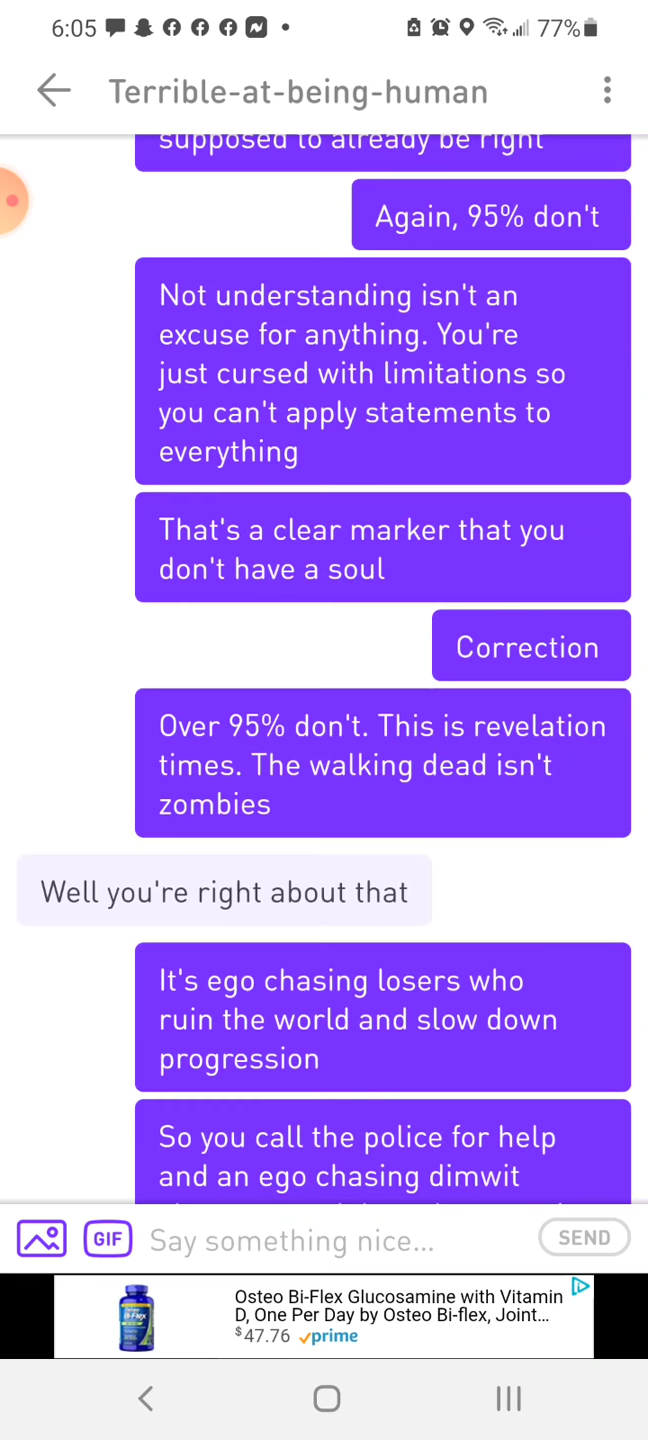 6:05
77%
Terrible-at-being-human
supposed to already be right
Again, 95% don't
Not understanding isn't an
excuse for anything. You're
just cursed with limitations so
you can't apply statements to
everything
That's a clear marker that you
don't have a soul
Correction
Over 95% don't. This is revelation
times. The walking dead isn't
zombies
Well you're right about that
It's ego chasing losers who
ruin the world and slow down
progression
So you call the police for help
and an ego chasing dimwit
GIF
Say something nice...
SEND
Osteo Bi-Flex Glucosamine with Vitamin
D, One Per Day by Osteo Bi-flex, Joint...
$47.76 prime